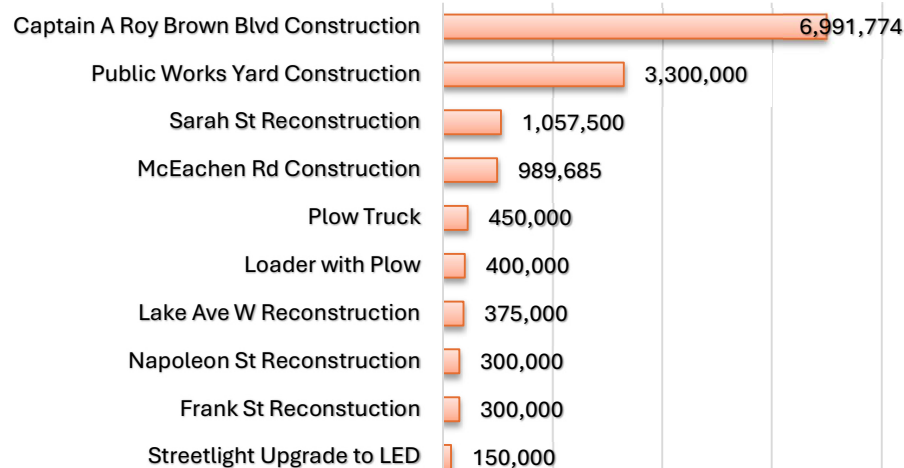 Captain A Roy Brown Blvd Construction 6,991,774
Public Works Yard Construction 3,300,000
Sarah St Reconstruction 1,057,500
McEachen Rd Construction 989,685
Plow Truck 450,000
Loader with Plow 400,000
Lake Ave W Reconstruction 375,000
Napoleon St Reconstruction 300,000
Frank St Reconstuction 300,000
Streetlight Upgrade to LED 150,000